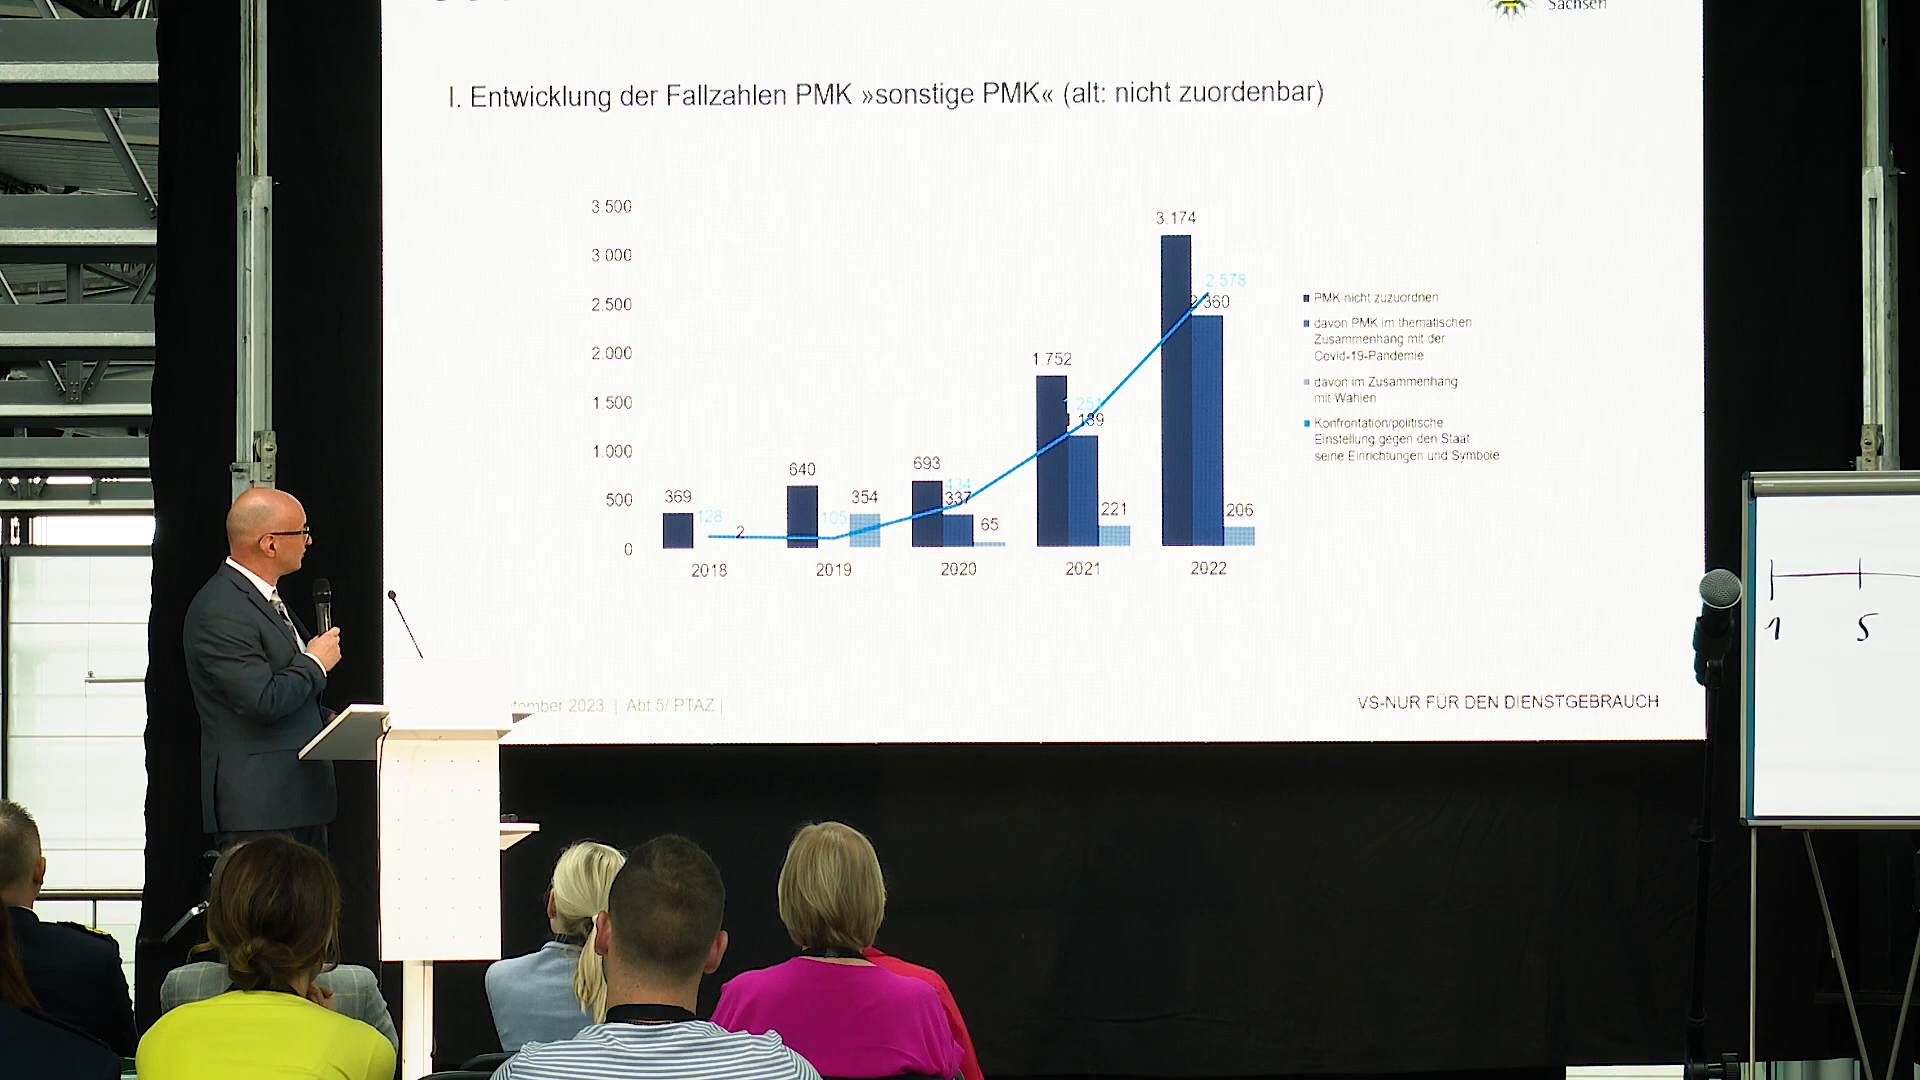 Sachsen
I. Entwicklung der Fallzahlen PMK »sonstige PMK« (alt: nicht zuordenbar)
3.500
3.000
2.500
2.000
1.500
1.000
500
0
369
128
2
640
105
354
693
434
337
65
1.752
1.251
1.139
221
3.174
2.578
2.360
206
2018
2019
2020
2021
2022
PMK nicht zuzuordnen
davon PMK im thematischen
Zusammenhang mit der
Covid-19-Pandemie
davon im Zusammenhang
mit Wahlen
Konfrontation/politische
Einstellung gegen den Staat,
seine Einrichtungen und Symbole
2023 | Abt.5/ PTAZ |
VS-NUR FÜR DEN DIENSTGEBRAUCH
1
5